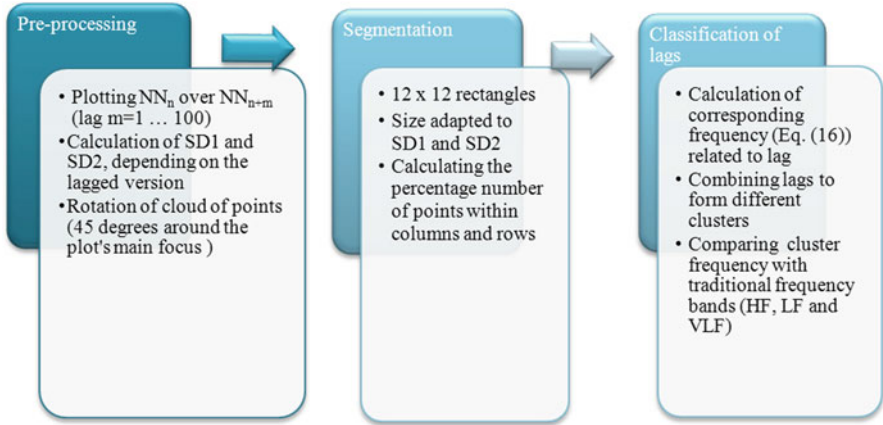 Pre-processing
• Plotting NNn over NNn+m
(lag m=1 … 100)
• Calculation of SD1 and
SD2, depending on the
lagged version
• Rotation of cloud of points
(45 degrees around the
plot's main focus )
Segmentation
• 12 x 12 rectangles
• Size adapted to
SD1 and SD2
• Calculating the
percentage number
of points within
columns and rows
Classification of
lags
• Calculation of
corresponding
frequency (Eq. (16))
related to lag
• Combining lags to
form different
clusters
• Comparing cluster
frequency with
traditional frequency
bands (HF, LF and
VLF)